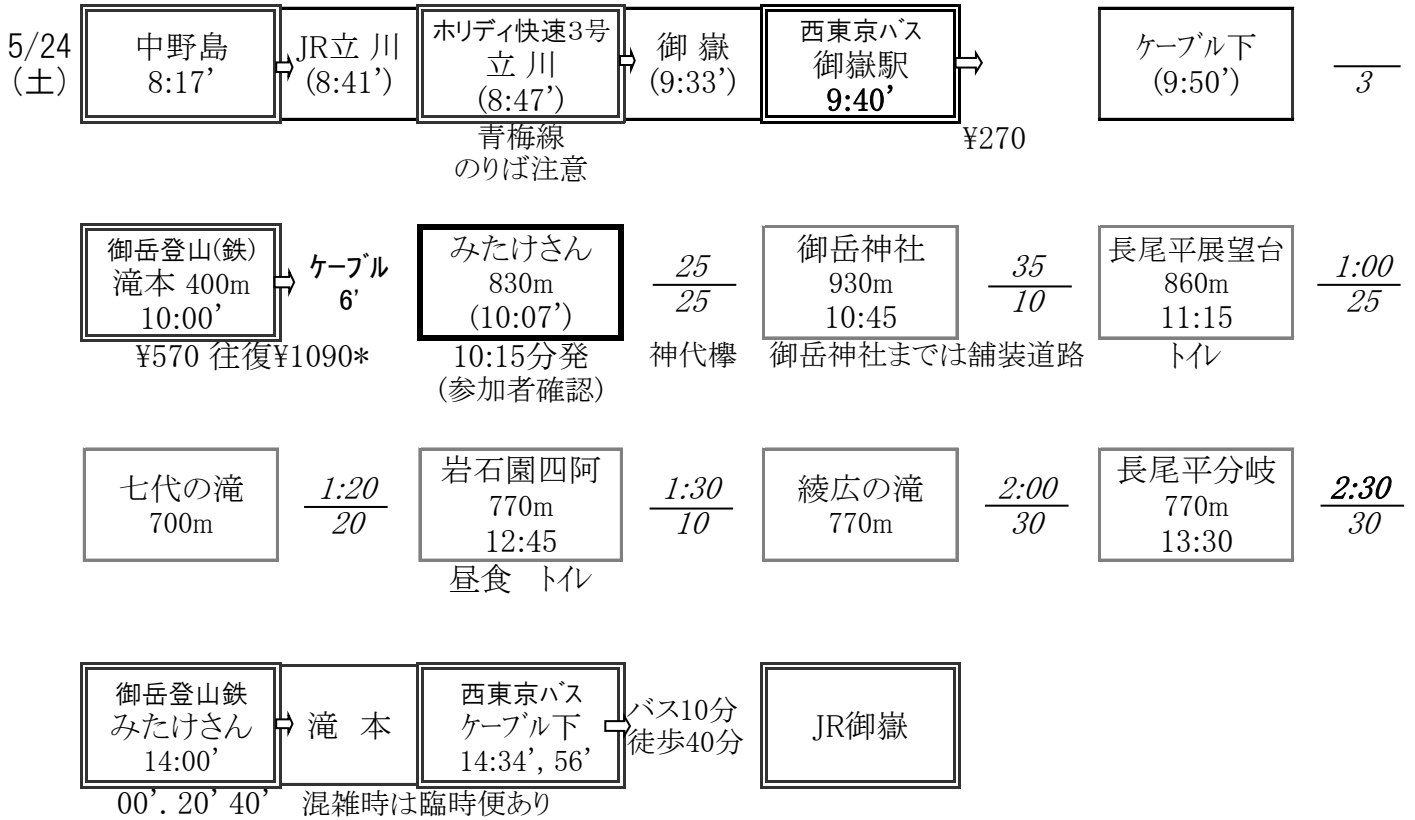 5/24
(土)
中野島
8:17’
JR立 川
(8:41’)
ホリディ快速3号
立 川
(8:47’)
青梅線
のりば注意
御 嶽
(9:33’)
西東京バス
御嶽駅
9:40’
¥270
ケーブル下
(9:50’)
3
御岳登山(鉄)
滝本 400m
10:00’
¥570 往復¥1090*
ケーブル
6'
みたけさん
830m
(10:07’)
10:15分発
(参加者確認)
25
25
神代欅
御岳神社
930m
10:45
御岳神社までは舗装道路
35
10
長尾平展望台
860m
11:15
トイレ
1:00
25
七代の滝
700m
1:20
20
岩石園四阿
770m
12:45
昼食 トイレ
1:30
10
綾広の滝
770m
2:00
30
長尾平分岐
770m
13:30
2:30
30
御岳登山鉄
みたけさん
14:00’
00’. 20’ 40’ 混雑時は臨時便あり
滝 本
西東京バス
ケーブル下
14:34’, 56’
バス10分
徒歩40分
JR御嶽